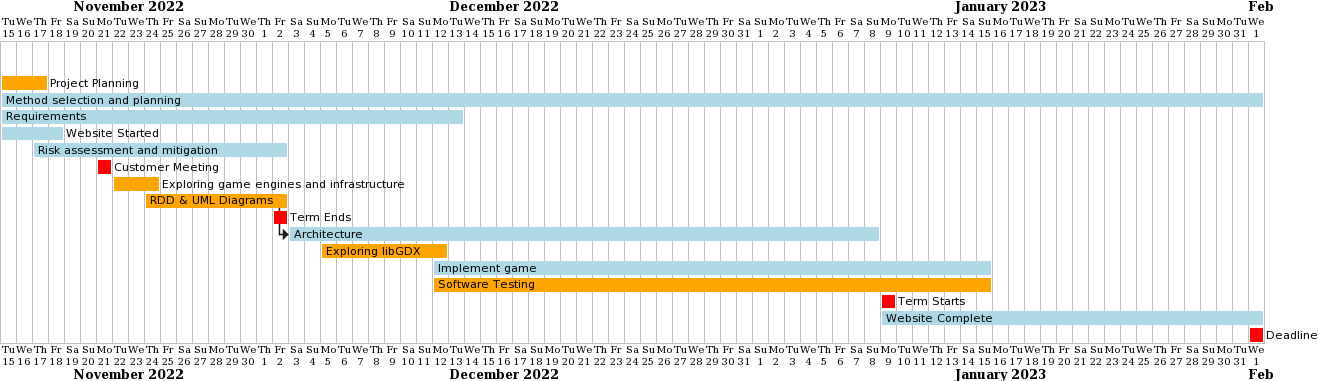 November 2022 December 2022 January 2023 Feb
Tu We Th Fr Sa Su Mo Tu We Th Fr Sa Su Mo Tu We Th Fr Sa Su Mo Tu We Th Fr Sa Su Mo Tu We Th Fr Sa Su Mo Tu We Th Fr Sa Su Mo Tu We Th Fr Sa Su Mo Tu We Th Fr Sa Su Mo Tu We Th Fr Sa Su Mo Tu We Th Fr Sa Su Mo Tu We Th Fr Sa Su Mo Tu We
15 16 17 18 19 20 21 22 23 24 25 26 27 28 29 30 1 2 3 4 5 6 7 8 9 10 11 12 13 14 15 16 17 18 19 20 21 22 23 24 25 26 27 28 29 30 31 1 2 3 4 5 6 7 8 9 10 11 12 13 14 15 16 17 18 19 20 21 22 23 24 25 26 27 28 29 30 31 1
Project Planning
Method selection and planning
Requirements
Website Started
Risk assessment and mitigation
Customer Meeting
Exploring game engines and infrastructure
RDD & UML Diagrams
Term Ends
Architecture
Exploring libGDX
Implement game
Software Testing
Term Starts
Website Complete
Deadline
Tu We Th Fr Sa Su Mo Tu We Th Fr Sa Su Mo Tu We Th Fr Sa Su Mo Tu We Th Fr Sa Su Mo Tu We Th Fr Sa Su Mo Tu We Th Fr Sa Su Mo Tu We Th Fr Sa Su Mo Tu We Th Fr Sa Su Mo Tu We Th Fr Sa Su Mo Tu We Th Fr Sa Su Mo Tu We Th Fr Sa Su Mo Tu We
15 16 17 18 19 20 21 22 23 24 25 26 27 28 29 30 1 2 3 4 5 6 7 8 9 10 11 12 13 14 15 16 17 18 19 20 21 22 23 24 25 26 27 28 29 30 31 1 2 3 4 5 6 7 8 9 10 11 12 13 14 15 16 17 18 19 20 21 22 23 24 25 26 27 28 29 30 31 1
November 2022 December 2022 January 2023 Feb